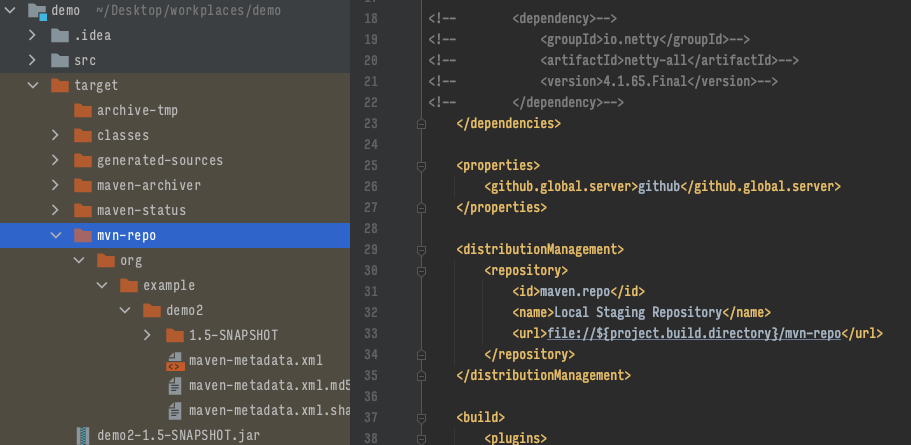 demo ~/Desktop/workplaces/demo
.idea
src
target
archive-tmp
classes
generated-sources
maven-archiver
maven-status
mvn-repo
org
example
demo2
1.5-SNAPSHOT
maven-metadata.xml
maven-metadata.xml.md5
maven-metadata.xml.sha
demo2-1.5-SNAPSHOT.jar
18 <!--        <dependency>-->
19 <!--            <groupId>io.netty</groupId>-->
20 <!--            <artifactId>netty-all</artifactId>-->
21 <!--            <version>4.1.65.Final</version>-->
22 <!--        </dependency>-->
23     </dependencies>
24
25     <properties>
26         <github.global.server>github</github.global.server>
27     </properties>
28
29     <distributionManagement>
30         <repository>
31             <id>maven.repo</id>
32             <name>Local Staging Repository</name>
33             <url>file://${project.build.directory}/mvn-repo</url>
34         </repository>
35     </distributionManagement>
36
37     <build>
38         <plugins>